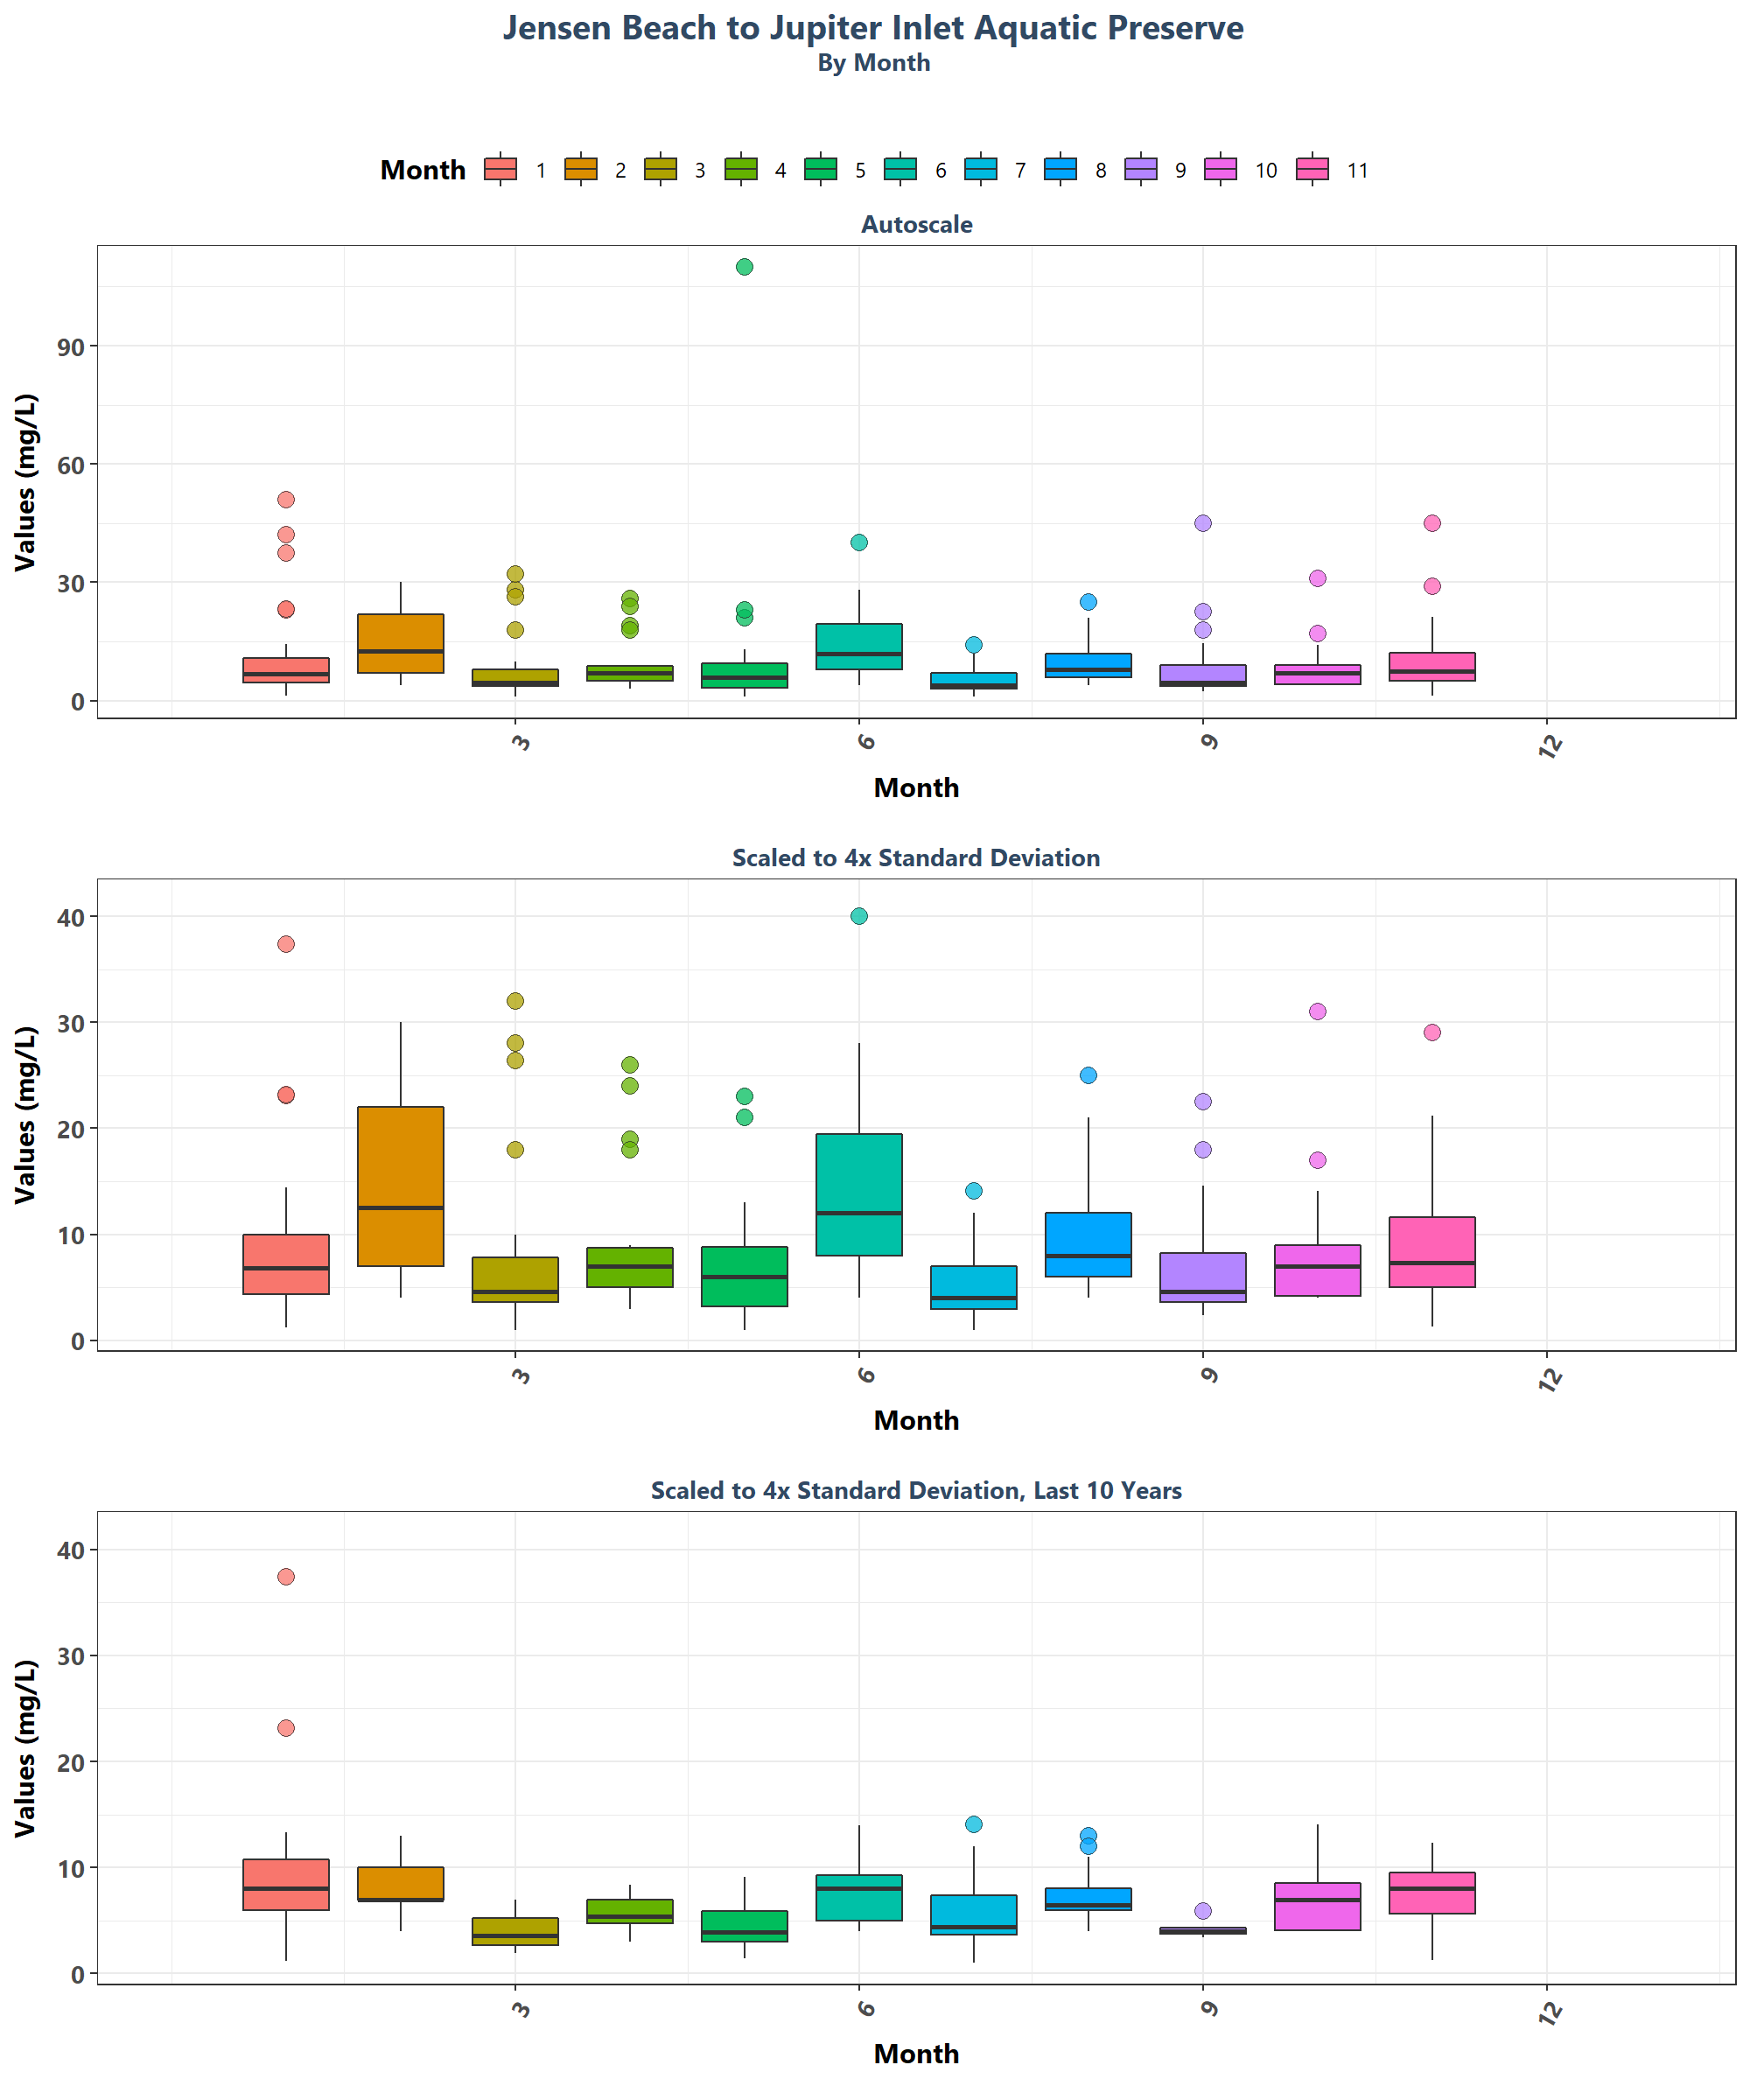 Jensen Beach to Jupiter Inlet Aquatic Preserve
By Month
Month 1 2 3 4 5 6 7 8 9 10 11
Autoscale
Values (mg/L)
90
60
30
0
3 6 9 12
Month
Scaled to 4x Standard Deviation
Values (mg/L)
40
30
20
10
0
3 6 9 12
Month
Scaled to 4x Standard Deviation, Last 10 Years
Values (mg/L)
40
30
20
10
0
3 6 9 12
Month